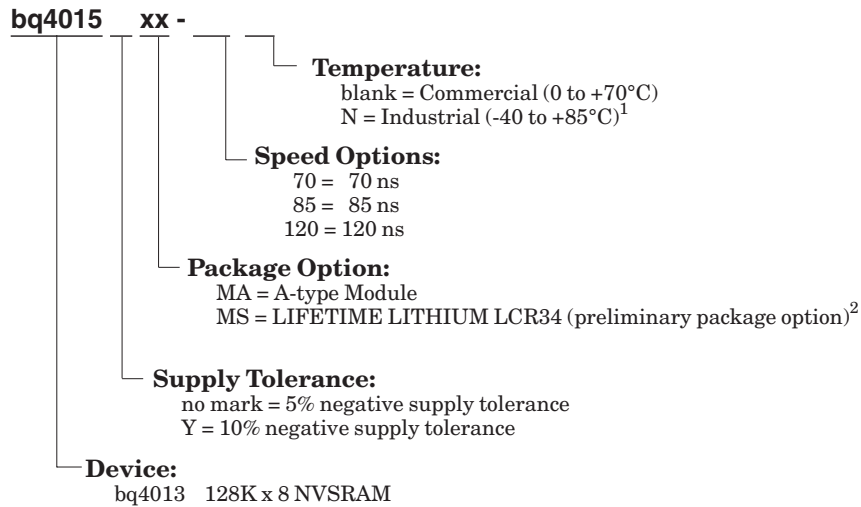 bq4015 xx -
Temperature:
blank = Commercial (0 to +70°C)
N = Industrial (-40 to +85°C)1
Speed Options:
70 = 70 ns
85 = 85 ns
120 = 120 ns
Package Option:
MA = A-type Module
MS = LIFETIME LITHIUM LCR34 (preliminary package option)2
Supply Tolerance:
no mark = 5% negative supply tolerance
Y = 10% negative supply tolerance
Device:
bq4013 128K x 8 NVSRAM